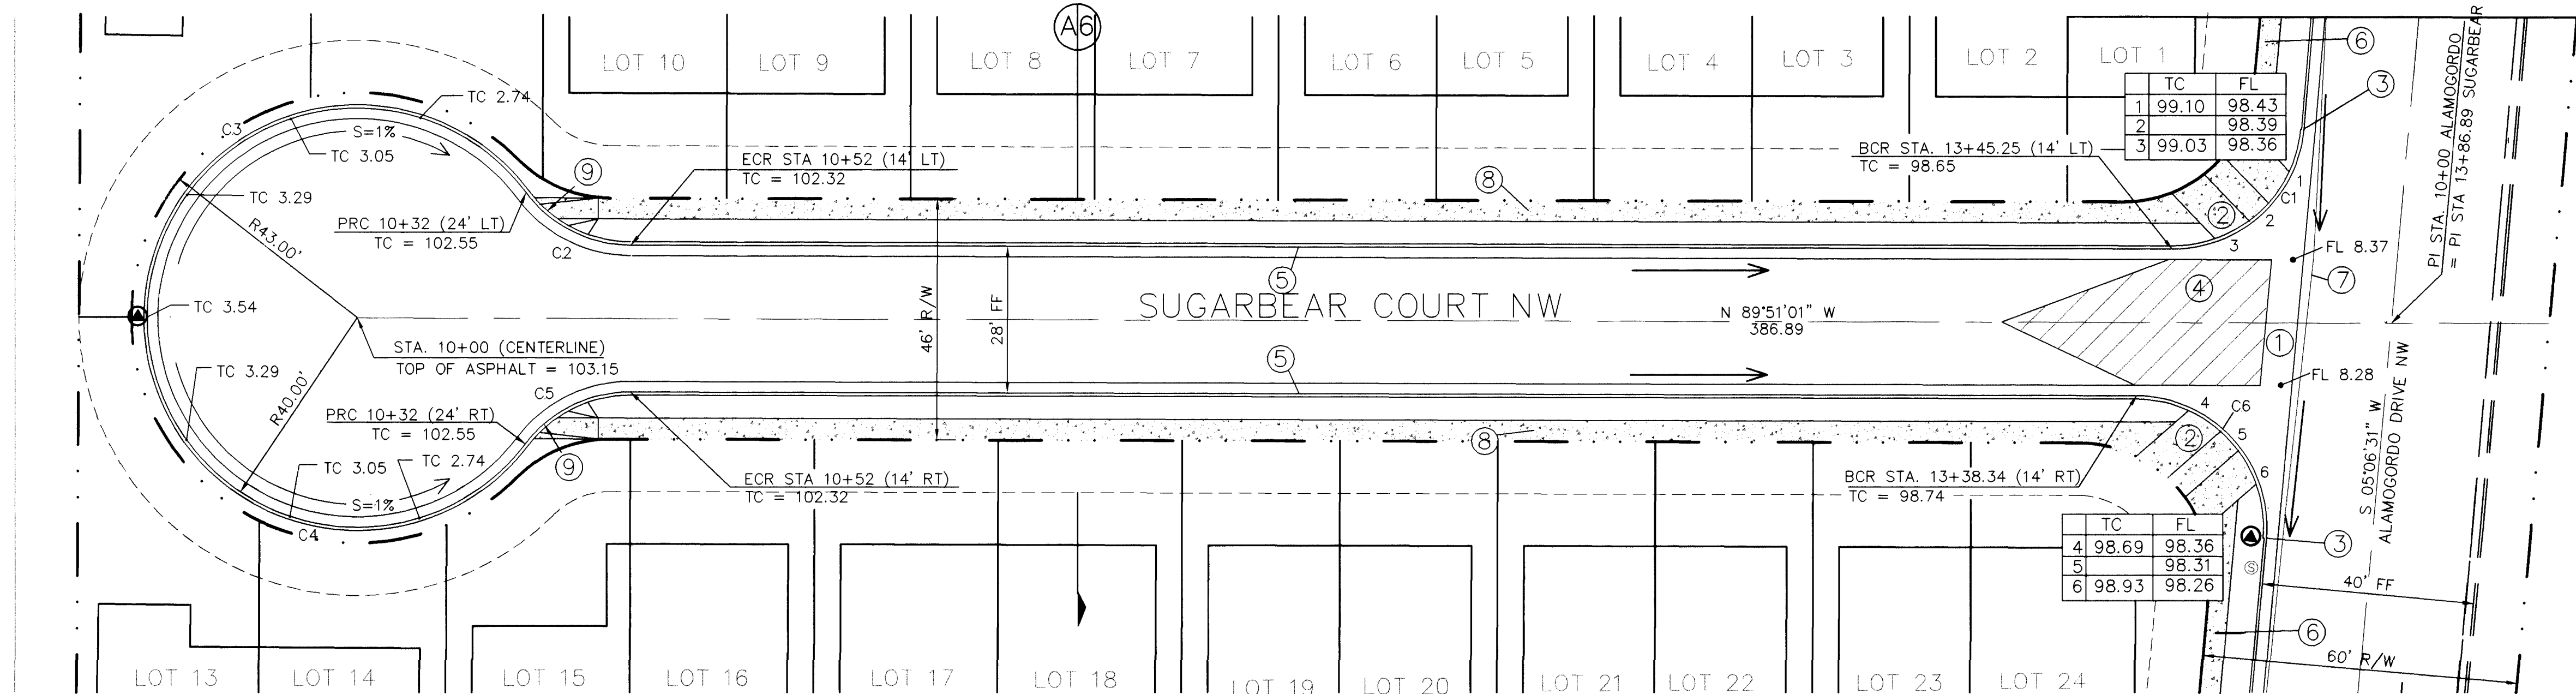 A6
LOT 10
LOT 9
LOT 8
LOT 7
LOT 6
LOT 5
LOT 4
LOT 3
LOT 2
LOT 1
6
3
TC FL
1 99.10 98.43
2 98.39
3 99.03 98.36
PI STA. 10+00 ALAMOGORDO
= PI STA 13+86.89 SUGARBEAR
C3
TC 2.74
S=1%
TC 3.05
TC 3.29
R43.00'
PRC 10+32 (24' LT)
TC = 102.55
9
C2
ECR STA 10+52 (14' LT)
TC = 102.32
8
BCR STA. 13+45.25 (14' LT)
TC = 98.65
2
1
C1
2
3
FL 8.37
7
5
4
TC 3.54
SUGARBEAR COURT NW
N 89°51'01" W
386.89
46' R/W
28' FF
STA. 10+00 (CENTERLINE)
TOP OF ASPHALT = 103.15
1
5
FL 8.28
TC 3.29
R40.00'
C5
PRC 10+32 (24' RT)
TC = 102.55
9
TC 3.05
TC 2.74
S=1%
C4
ECR STA 10+52 (14' RT)
TC = 102.32
8
BCR STA. 13+38.34 (14' RT)
TC = 98.74
4
C6
5
2
6
S 05°06'31" W
ALAMOGORDO DRIVE NW
TC FL
4 98.69 98.36
5 98.31
6 98.93 98.26
3
S
40' FF
6
60' R/W
LOT 13
LOT 14
LOT 15
LOT 16
LOT 17
LOT 18
LOT 19
LOT 20
LOT 21
LOT 22
LOT 23
LOT 24